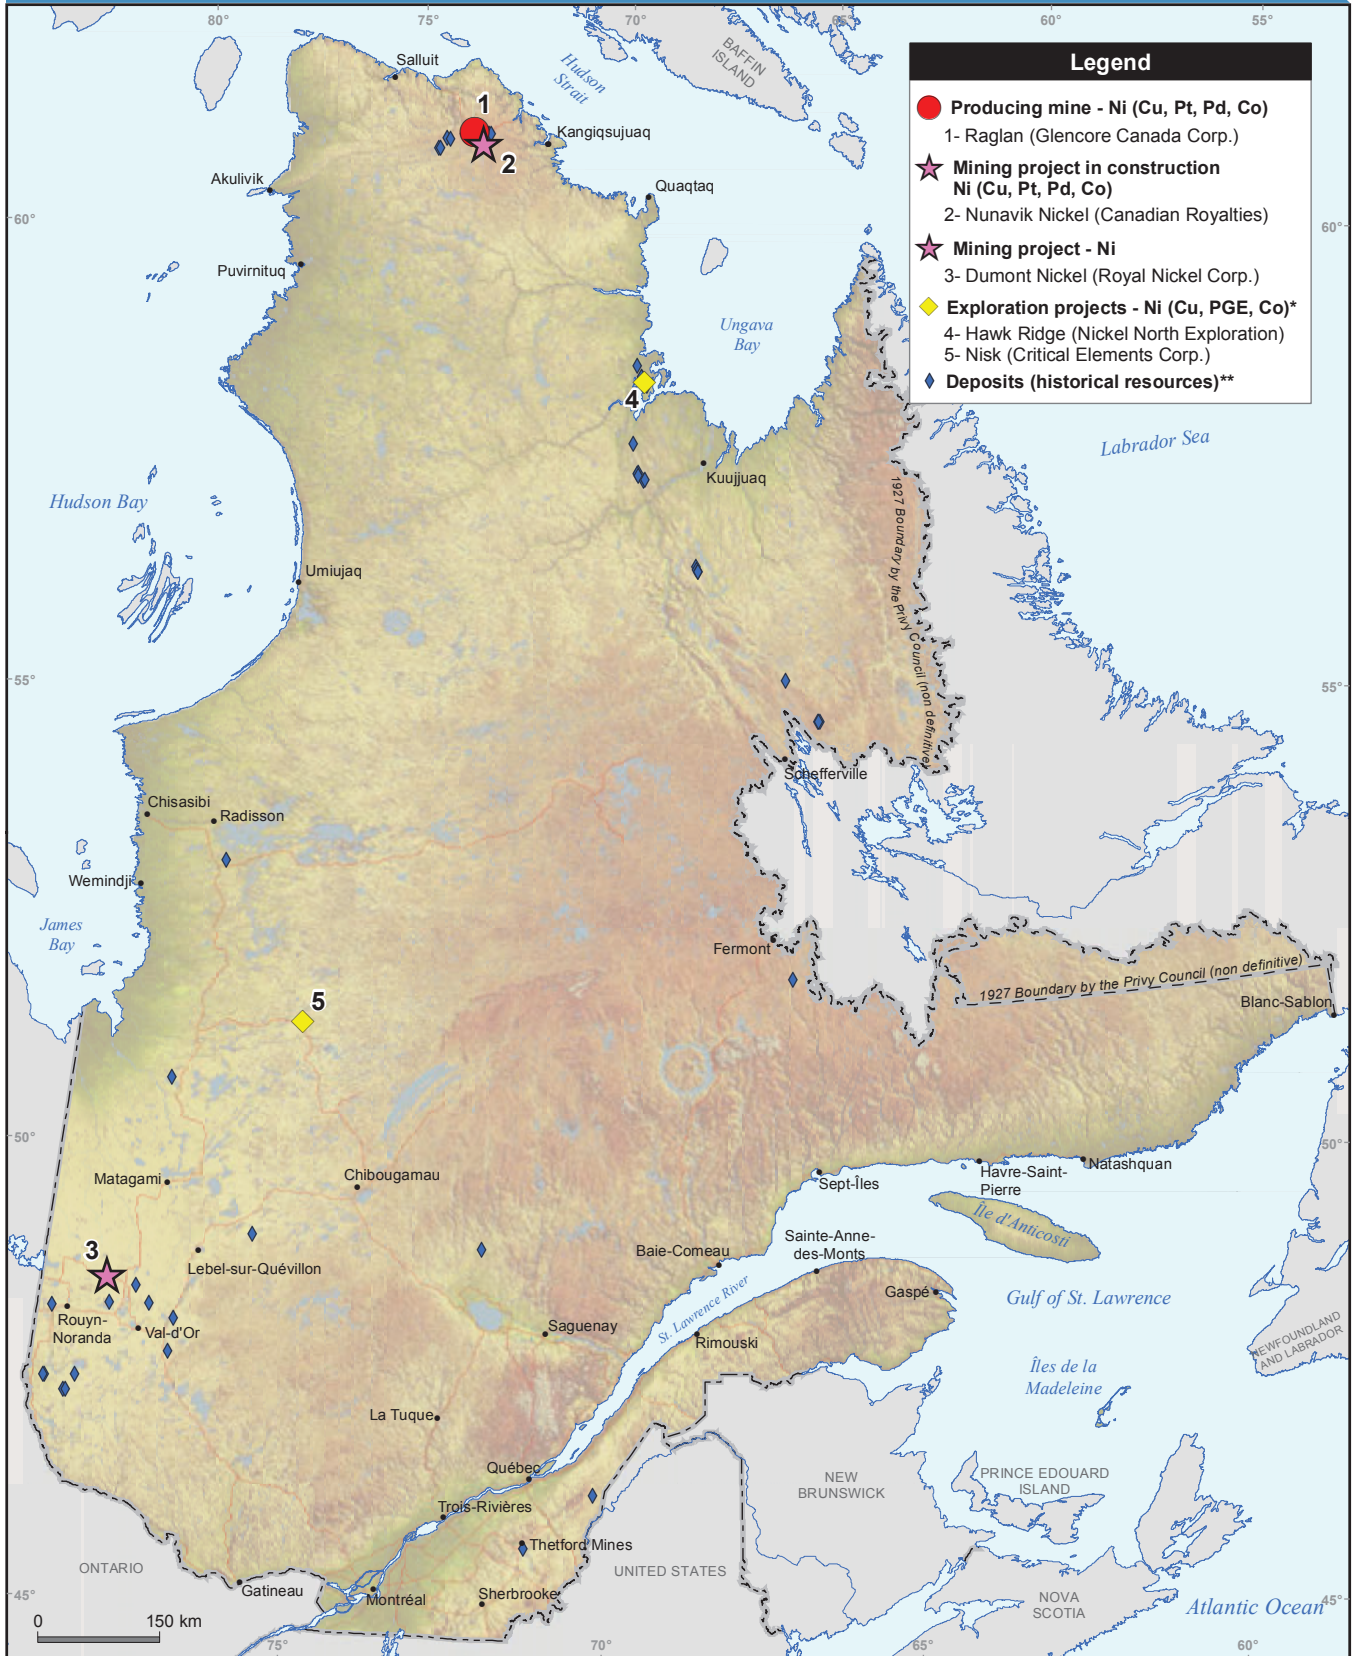 80°
75°
70°
65°
60°
55°
Salluit
Hudson
Strait
BAFFIN
ISLAND
Legend
Producing mine - Ni (Cu, Pt, Pd, Co)
1- Raglan (Glencore Canada Corp.)
Mining project in construction
Ni (Cu, Pt, Pd, Co)
2- Nunavik Nickel (Canadian Royalties)
Mining project - Ni
3- Dumont Nickel (Royal Nickel Corp.)
Exploration projects - Ni (Cu, PGE, Co)*
4- Hawk Ridge (Nickel North Exploration)
5- Nisk (Critical Elements Corp.)
Deposits (historical resources)**
1
Kangiqsujuaq
2
Akulivik
Quaqtaq
60°
60°
Puvirnituq
Ungava
Bay
4
Labrador Sea
Kuujjuaq
Hudson Bay
1927 Boundary by the Privy Council (non definitive)
Umiujaq
55°
55°
Schefferville
Chisasibi
Radisson
Wemindji
James
Bay
Fermont
1927 Boundary by the Privy Council (non definitive)
5
Blanc-Sablon
50°
50°
Matagami
Chibougamau
Sept-Îles
Havre-Saint-
Pierre
Natashquan
Île d'Anticosti
Sainte-Anne-
des-Monts
Baie-Comeau
3
Lebel-sur-Quévillon
St. Lawrence River
Gaspé
Gulf of St. Lawrence
Rouyn-
Noranda
Val-d'Or
Saguenay
Rimouski
NEWFOUNDLAND
AND LABRADOR
Îles de la
Madeleine
La Tuque
Québec
NEW
BRUNSWICK
PRINCE EDOUARD
ISLAND
Trois-Rivières
Thetford Mines
ONTARIO
UNITED STATES
Gatineau
Montréal
Sherbrooke
NOVA
SCOTIA
Atlantic Ocean
45°
45°
0
150 km
75°
70°
65°
60°